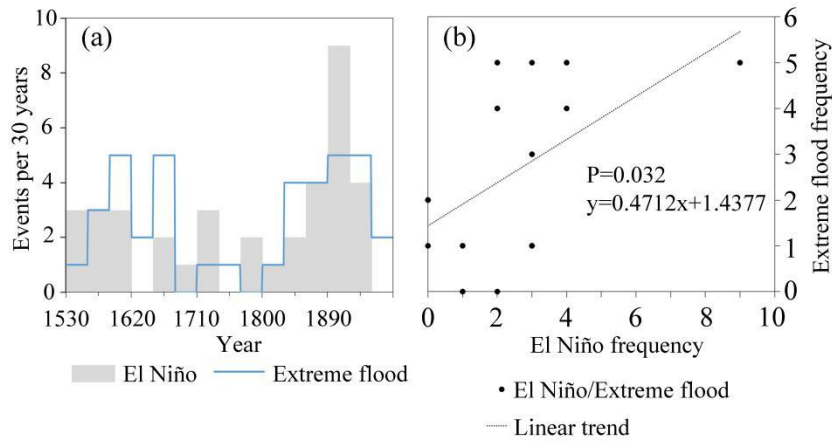 (a)
10
8
6
4
2
0
Events per 30 years
1530 1620 1710 1800 1890
Year
El Niño Extreme flood
(b)
6
5
4
3
2
1
0
Extreme flood frequency
P=0.032
y=0.4712x+1.4377
0 2 4 6 8 10
El Niño frequency
El Niño/Extreme flood
Linear trend